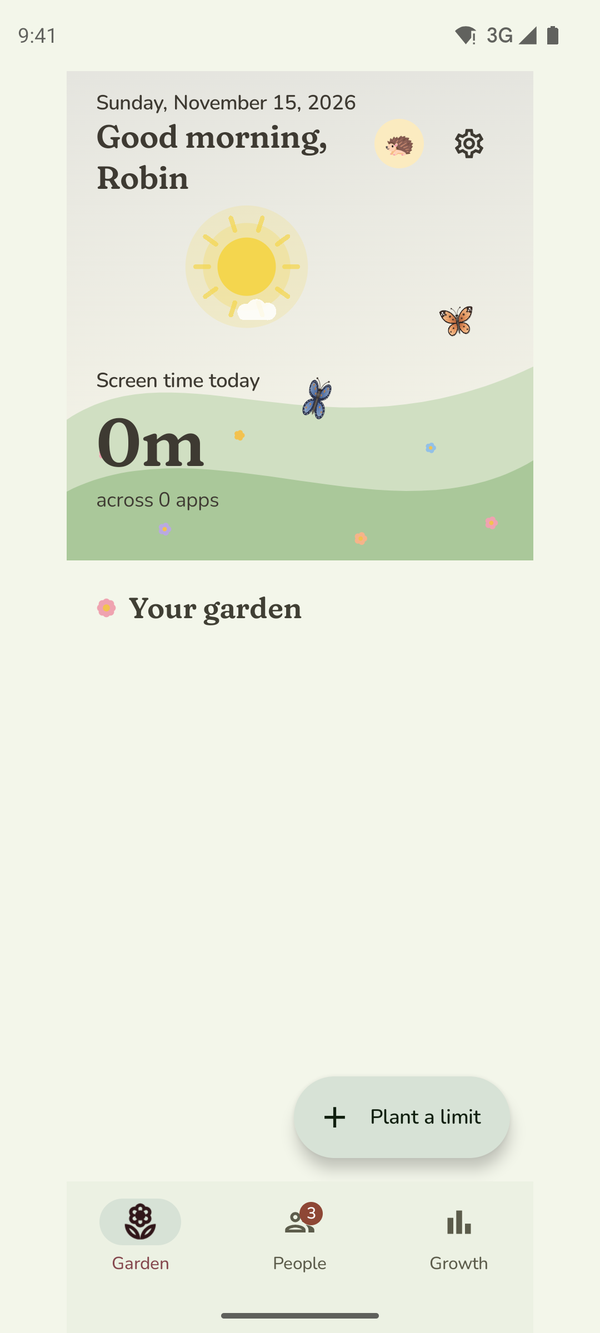 9:41
3G
Sunday, November 15, 2026
Good morning,
Robin
Screen time today
0m
across 0 apps
Your garden
Plant a limit
3
Garden
People
Growth